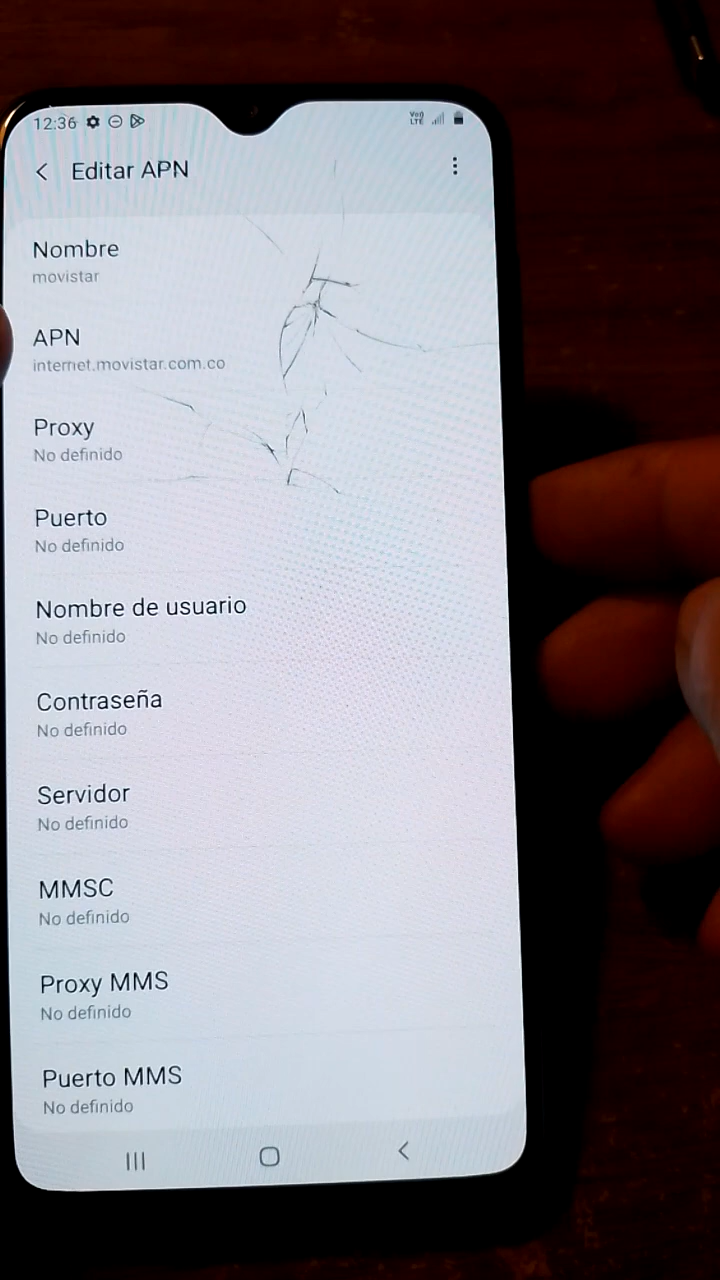 12:36
Vo)) LTE
Editar APN
Nombre
movistar
APN
internet.movistar.com.co
Proxy
No definido
Puerto
No definido
Nombre de usuario
No definido
Contraseña
No definido
Servidor
No definido
MMSC
No definido
Proxy MMS
No definido
Puerto MMS
No definido